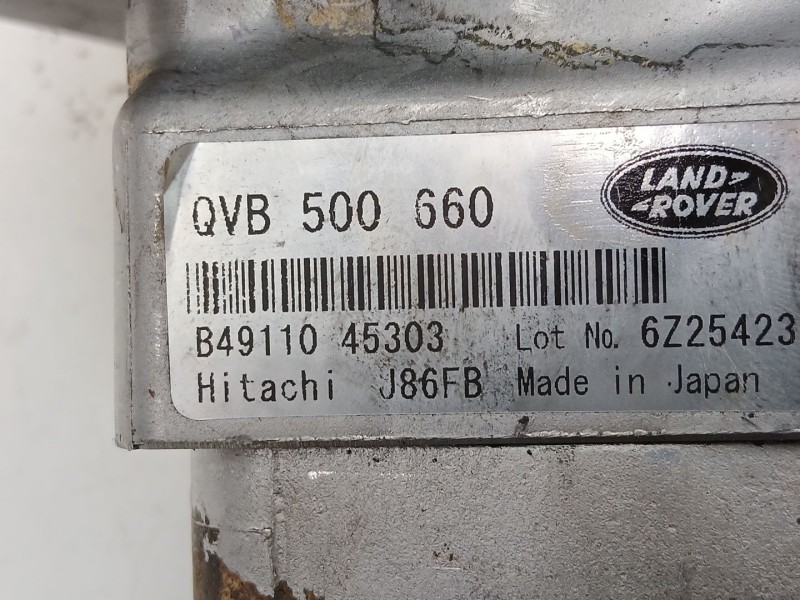 QVB 500 660
LAND
ROVER
B49110 45303 Lot No. 6Z25423
Hitachi J86FB Made in Japan